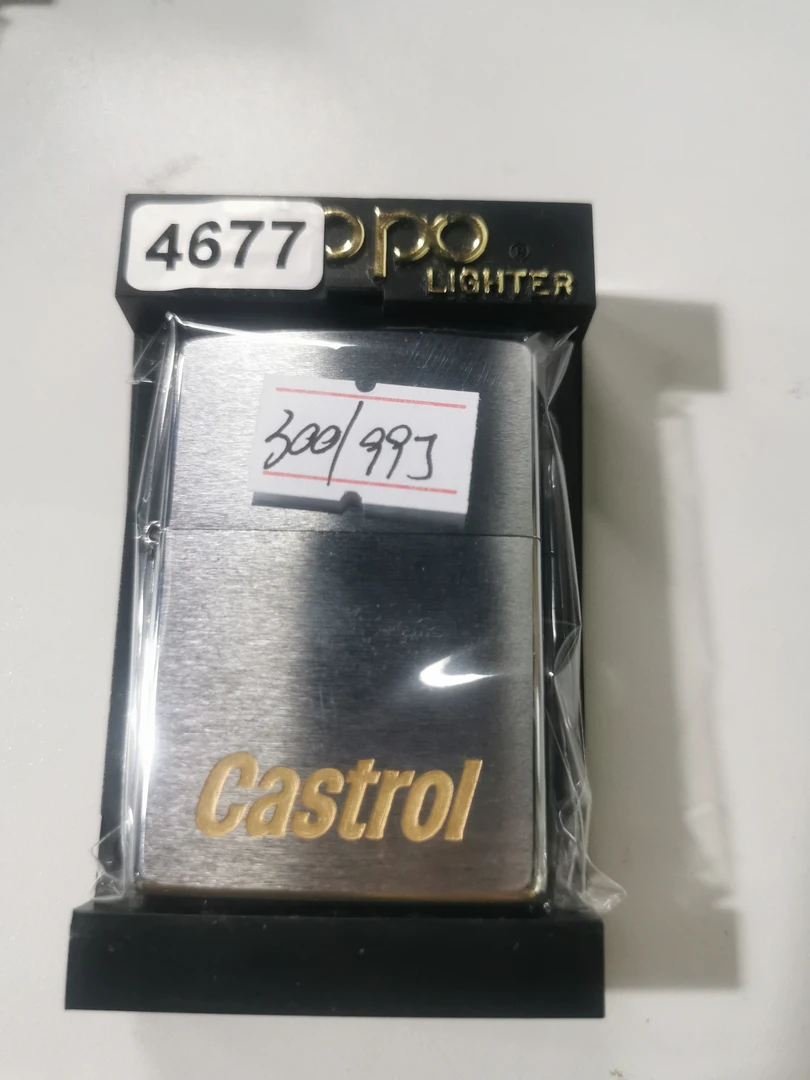 4677
ppo
LIGHTER
300/99J
Castrol